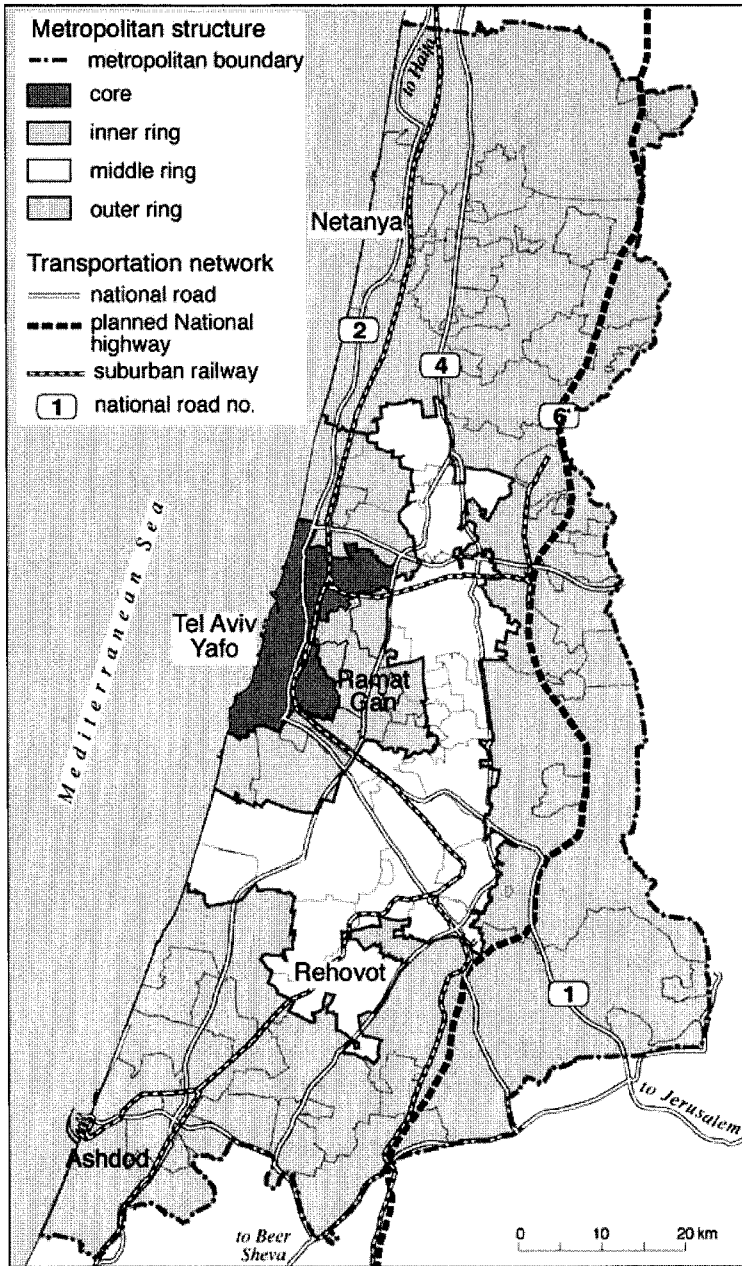 Metropolitan structure
metropolitan boundary
core
inner ring
middle ring
outer ring
Transportation network
national road
planned National
highway
suburban railway
1 national road no.
to Haifa
Netanya
2
4
6
Mediterranean Sea
Tel Aviv
Yafo
Ramat
Gan
Rehovot
1
to Jerusalem
Ashdod
to Beer
Sheva
0 10 20 km